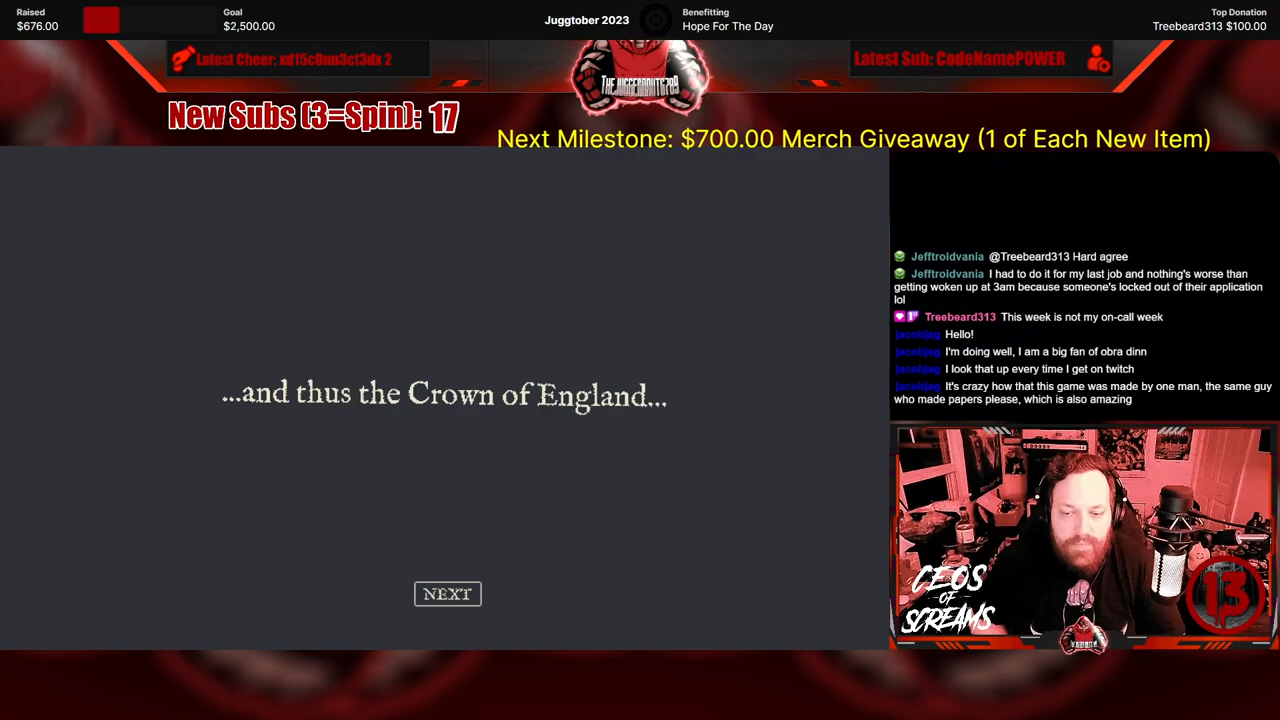 Raised
$676.00
Goal
$2,500.00
Juggtober 2023
Benefitting
Hope For The Day
Top Donation
Treebeard313 $100.00
Latest Cheer: xd15c0nn3ct3dx 2
THEJUGGERNAUT6789
Latest Sub: CodeNamePOWER
New Subs (3=Spin): 17
Next Milestone: $700.00 Merch Giveaway (1 of Each New Item)
...and thus the Crown of England...
NEXT
Jefftroidvania @Treebeard313 Hard agree
Jefftroidvania I had to do it for my last job and nothing's worse than
getting woken up at 3am because someone's locked out of their application
lol
Treebeard313 This week is not my on-call week
jacobjag Hello!
jacobjag I'm doing well, I am a big fan of obra dinn
jacobjag I look that up every time I get on twitch
jacobjag It's crazy how that this game was made by one man, the same guy
who made papers please, which is also amazing
CEOS
OF
SCREAMS
13